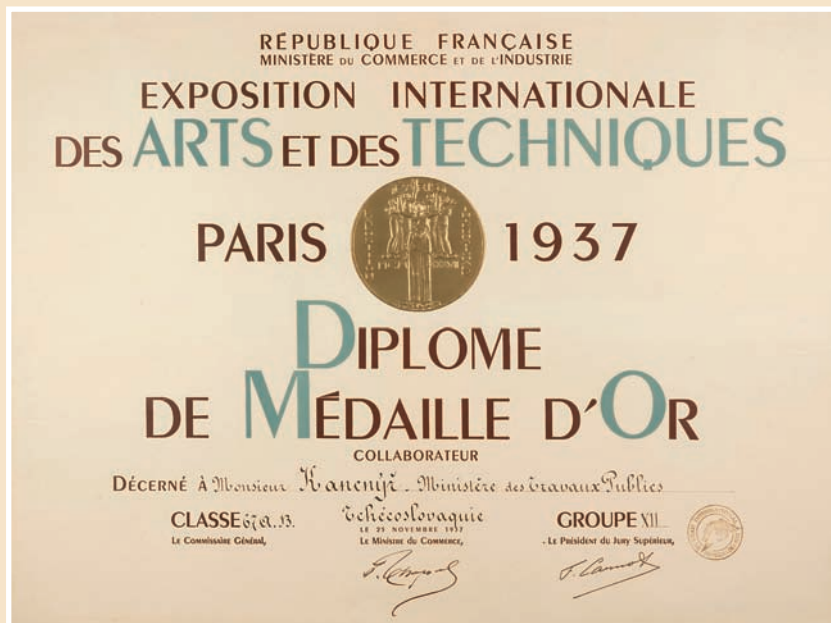 RÉPUBLIQUE FRANÇAISE
MINISTÈRE DU COMMERCE ET DE L'INDUSTRIE
EXPOSITION INTERNATIONALE
DES ARTS ET DES TECHNIQUES
PARIS 1937
DIPLOME
DE MÉDAILLE D'OR
COLLABORATEUR
DÉCERNÉ À Monsieur Kancnýř - Ministère des Travaux Publics
CLASSE 67 A. 13. Tchécoslovaquie GROUPE XII
LE 25 NOVEMBRE 1937
LE COMMISSAIRE GÉNÉRAL, LE MINISTRE DU COMMERCE, LE PRÉSIDENT DU JURY SUPÉRIEUR,